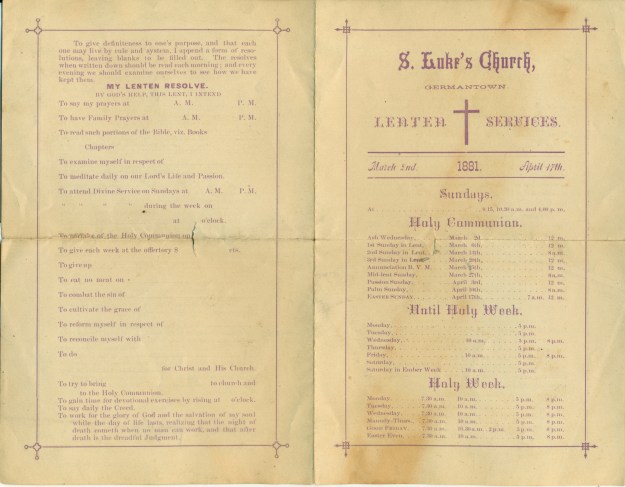 To give definiteness to one's purpose, and that each
one may live by rule and system, I append a form of reso-
lutions, leaving blanks to be filled out. The resolves
when written down should be read each morning; and every
evening we should examine ourselves to see how we have
kept them.
MY LENTEN RESOLVE.
BY GOD'S HELP, THIS LENT, I INTEND
To say my prayers at A. M. P. M.
To have Family Prayers at A. M. P. M.
To read such portions of the Bible, viz. Books
Chapters
To examine myself in respect of
To meditate daily on our Lord's Life and Passion.
To attend Divine Service on Sundays at A. M. P. M.
" " " during the week on
at o'clock.
To partake of the Holy Communion
To give each week at the offertory $ cts.
To give up
To eat no meat on
To combat the sin of
To cultivate the grace of
To reform myself in respect of
To reconcile myself with
To do
for Christ and His Church.
To try to bring to church and
to the Holy Communion.
To gain time for devotional exercises by rising at o'clock.
To say daily the Creed.
To work for the glory of God and the salvation of my soul
while the day of life lasts, realizing that the night of
death cometh when no man can work, and that after
death is the dreadful Judgment.
S. Luke's Church,
GERMANTOWN
LENTEN SERVICES.
March 2nd. 1881. April 17th.
Sundays.
At 10.30 a.m. and 4.00 p. m.
Holy Communion.
Ash Wednesday, March 2d, 12 m.
1st Sunday in Lent, March 6th, 12 m.
2nd Sunday in Lent, March
3rd Sunday in Lent, March 20th, 12 m.
Annunciation B. V. M. March 25th, 12 m.
Mid-lent Sunday, March 27th, 12 m.
Passion Sunday, April 3rd, 12 m.
Palm Sunday, April 10th,
EASTER SUNDAY, April 17th, 7 a.m. 12 m.
Until Holy Week.
Monday, 5 p.m.
Tuesday, 5 p.m.
Wednesday, 10 a.m. 5 p.m. 8 p.m.
Thursday, 5 p.m.
Friday, 10 a.m. 5 p.m. 8 p.m.
Saturday, 5 p.m.
Saturday in Ember Week 10 a.m. 5 p.m.
Holy Week.
Monday, 7.30 a.m. 10 a.m. 5 p.m. 8 p.m.
Tuesday, 7.30 a.m. 10 a.m. 5 p.m. 8 p.m.
Wednesday, 7.30 a.m. 10 a.m. 5 p.m. 8 p.m.
Maundy Thurs. 7.30 a.m. 10 a.m. 5 p.m. 8 p.m.
GOOD FRIDAY 7.30 a.m. 10.30 a.m. 5 p.m. 8 p.m.
Easter Even, 7.30 a.m. 10 a.m. 5 p.m. 8 p.m.